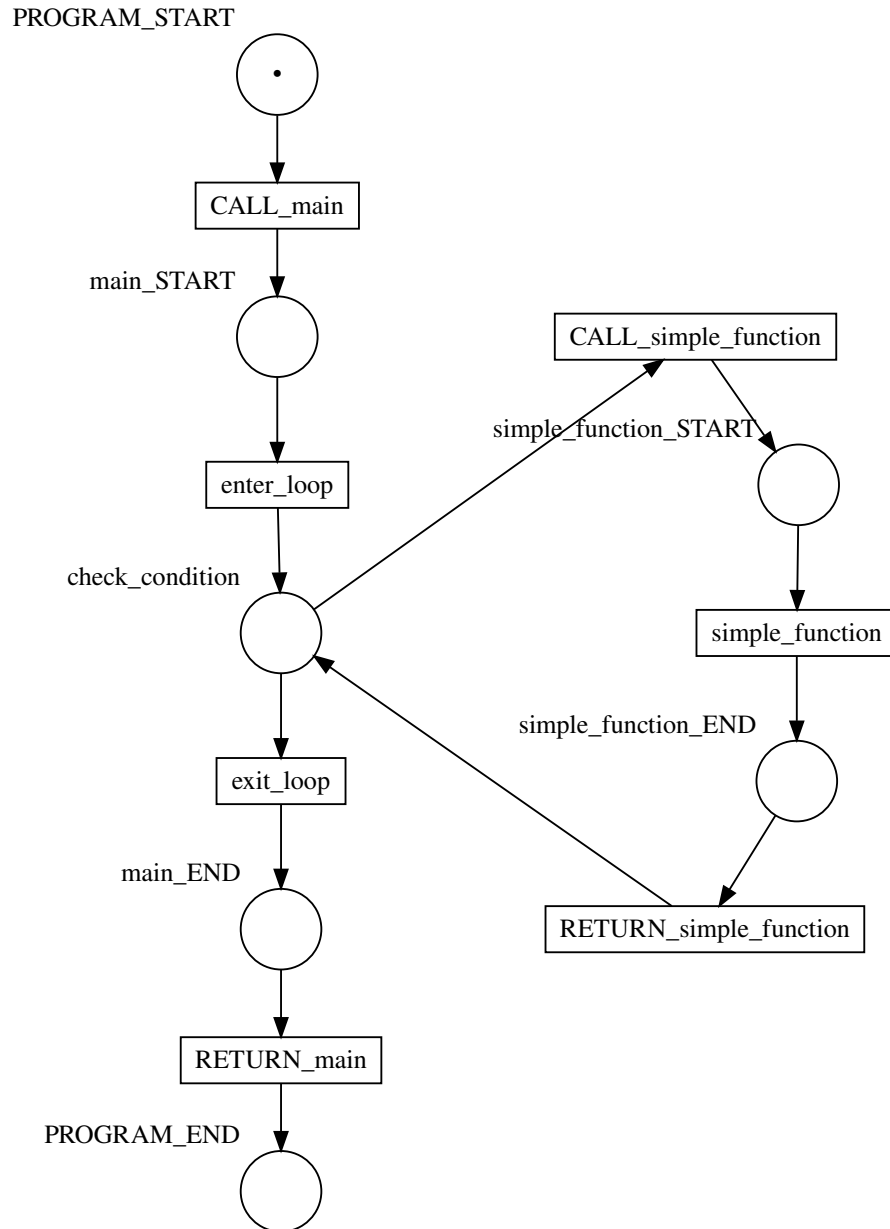 PROGRAM_START
CALL_main
main_START
CALL_simple_function
simple_function_START
enter_loop
check_condition
simple_function
simple_function_END
exit_loop
main_END
RETURN_simple_function
RETURN_main
PROGRAM_END